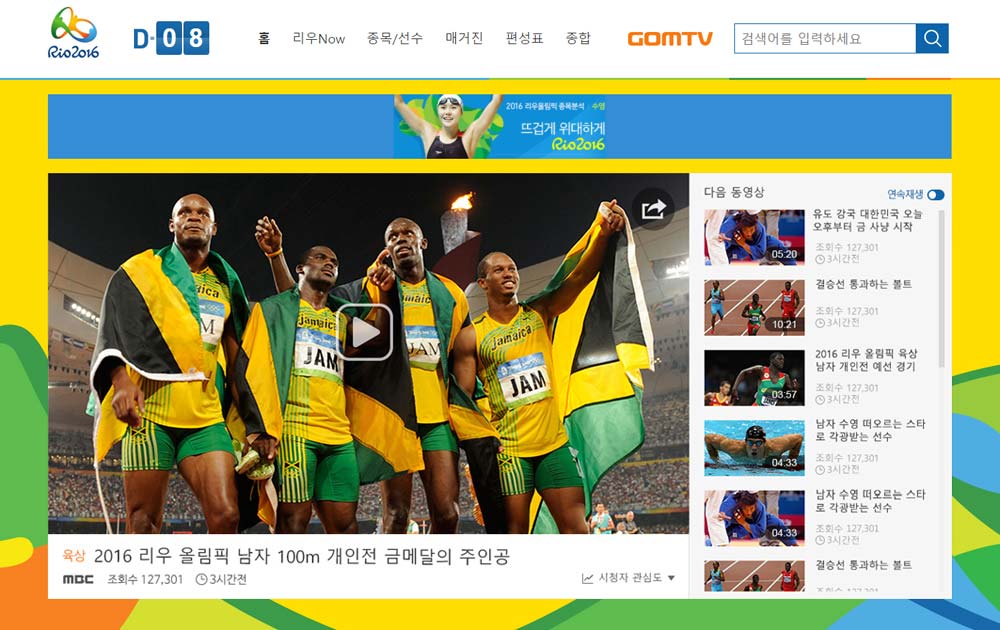 Rio2016
D-08
홈 리우Now 종목/선수 매거진 편성표 종합
GOMTV
검색어를 입력하세요
2016 리우올림픽 종목분석 수영
뜨겁게 위대하게
Rio2016
jamaica
JAM
jamaica
JAM
jamaica
JAM
jamaica
JAM
육상 2016 리우 올림픽 남자 100m 개인전 금메달의 주인공
MBC 조회수 127,301 3시간전
시청자 관심도
다음 동영상
연속재생
유도 강국 대한민국 오늘
오후부터 금 사냥 시작
조회수 127,301
3시간전
05:20
결승선 통과하는 볼트
조회수 127,301
3시간전
10:21
2016 리우 올림픽 육상
남자 개인전 예선 경기
조회수 127,301
3시간전
03:57
남자 수영 떠오르는 스타
로 각광받는 선수
조회수 127,301
3시간전
04:33
남자 수영 떠오르는 스타
로 각광받는 선수
조회수 127,301
3시간전
04:33
결승선 통과하는 볼트
조회수 127,301